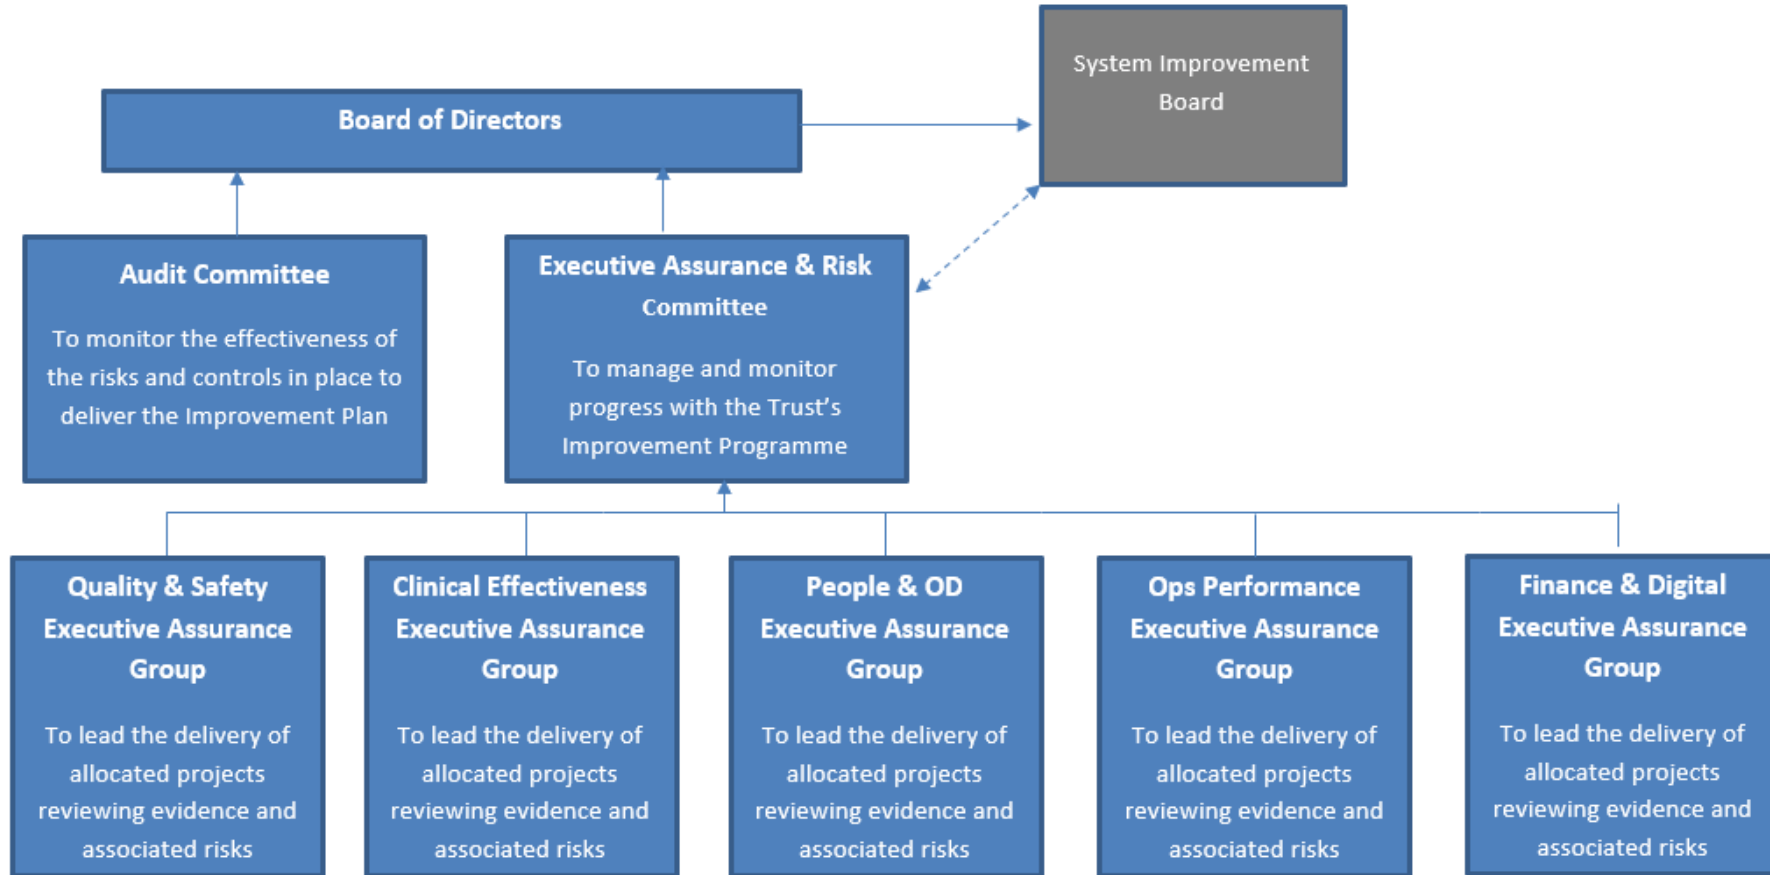 System Improvement
Board
Board of Directors
Audit Committee
To monitor the effectiveness of
the risks and controls in place to
deliver the Improvement Plan
Executive Assurance & Risk
Committee
To manage and monitor
progress with the Trust’s
Improvement Programme
Quality & Safety
Executive Assurance
Group
To lead the delivery of
allocated projects
reviewing evidence and
associated risks
Clinical Effectiveness
Executive Assurance
Group
To lead the delivery of
allocated projects
reviewing evidence and
associated risks
People & OD
Executive Assurance
Group
To lead the delivery of
allocated projects
reviewing evidence and
associated risks
Ops Performance
Executive Assurance
Group
To lead the delivery of
allocated projects
reviewing evidence and
associated risks
Finance & Digital
Executive Assurance
Group
To lead the delivery of
allocated projects
reviewing evidence and
associated risks